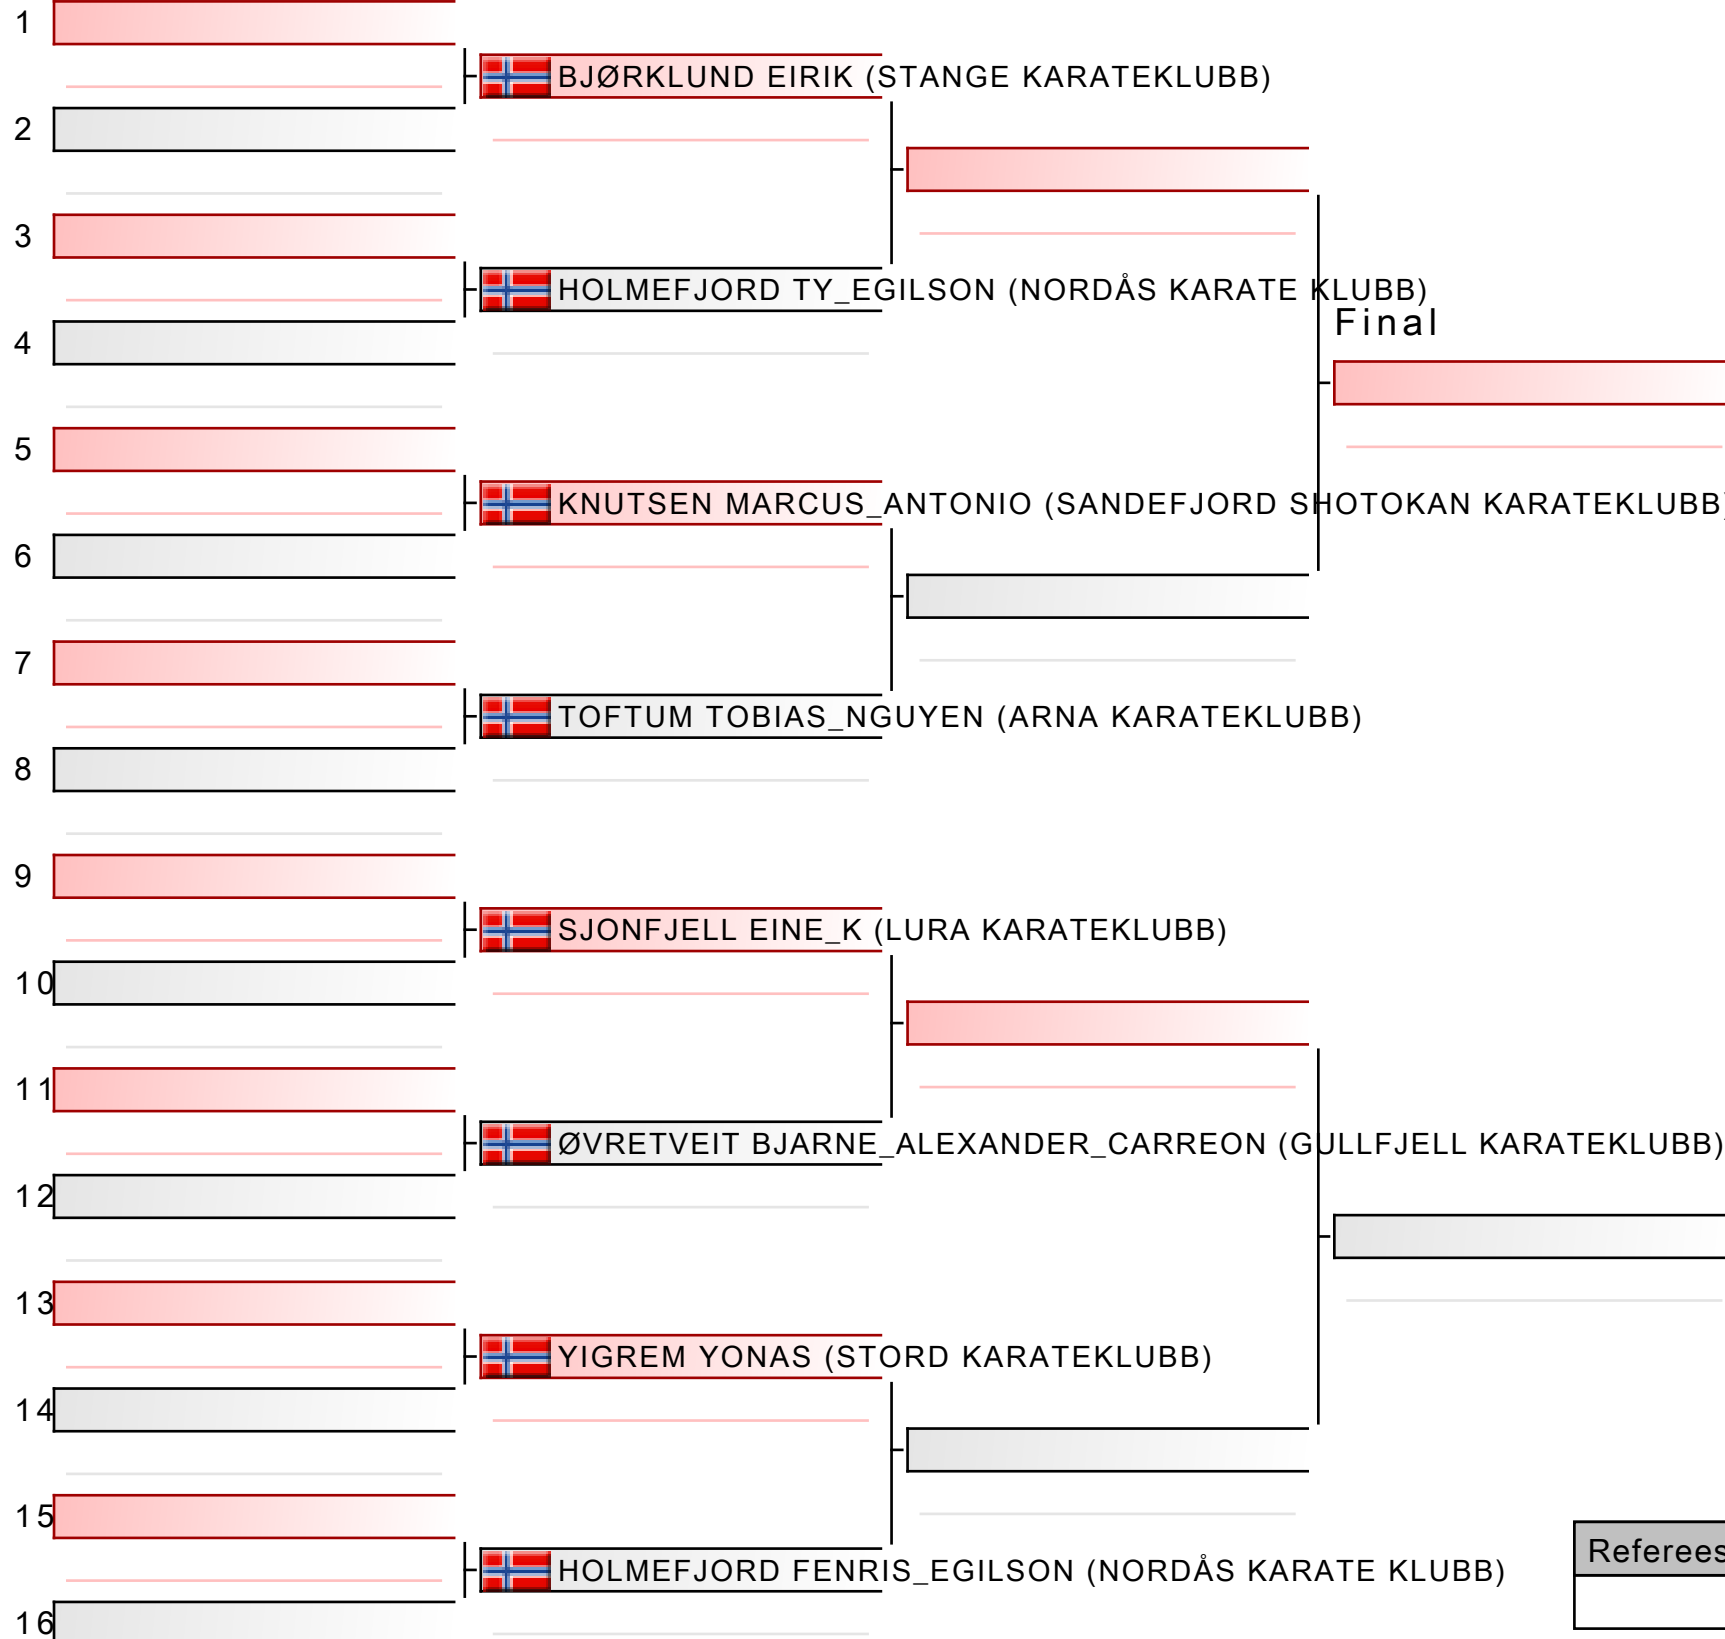 1
BJØRKLUND EIRIK (STANGE KARATEKLUBB)
2
3
HOLMEFJORD TY_EGILSON (NORDÅS KARATE KLUBB)
Final
4
5
KNUTSEN MARCUS_ANTONIO (SANDEFJORD SHOTOKAN KARATEKLUBB)
6
7
TOFTUM TOBIAS_NGUYEN (ARNA KARATEKLUBB)
8
9
SJONFJELL EINE_K (LURA KARATEKLUBB)
10
11
ØVRETVEIT BJARNE_ALEXANDER_CARREON (GULLFJELL KARATEKLUBB)
12
13
YIGREM YONAS (STORD KARATEKLUBB)
14
15
Referees
HOLMEFJORD FENRIS_EGILSON (NORDÅS KARATE KLUBB)
16